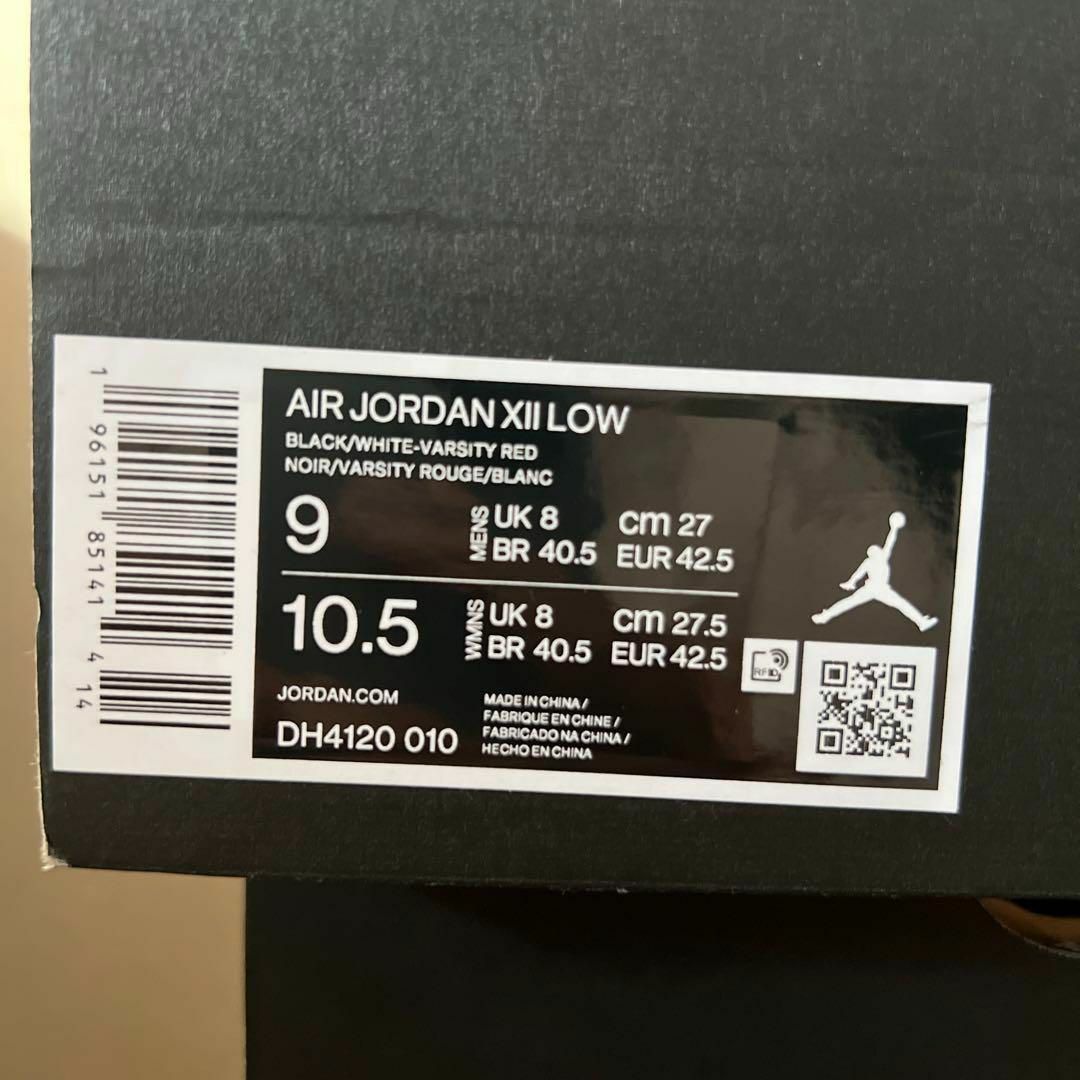 1 96151 85141 4 14
AIR JORDAN XII LOW
BLACK/WHITE-VARSITY RED
NOIR/VARSITY ROUGE/BLANC
9 MENS UK 8 cm 27
BR 40.5 EUR 42.5
10.5 WMNS UK 8 cm 27.5
BR 40.5 EUR 42.5
RFID
JORDAN.COM
DH4120 010
MADE IN CHINA /
FABRIQUE EN CHINE /
FABRICADO NA CHINA /
HECHO EN CHINA